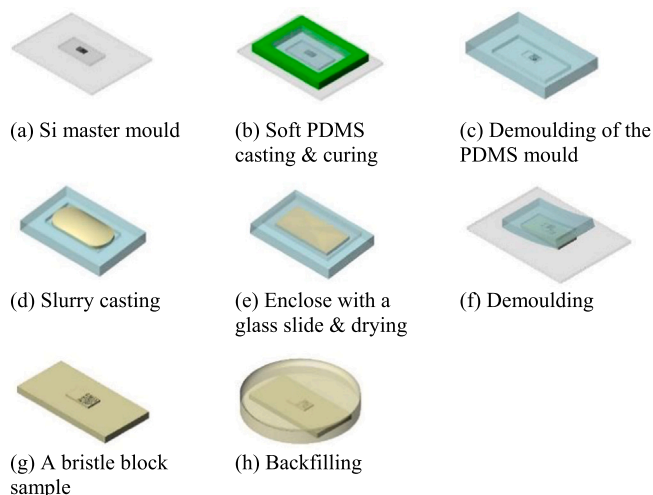 (a) Si master mould
(b) Soft PDMS
casting & curing
(c) Demoulding of the
PDMS mould
(d) Slurry casting
(e) Enclose with a
glass slide & drying
(f) Demoulding
(g) A bristle block
sample
(h) Backfilling